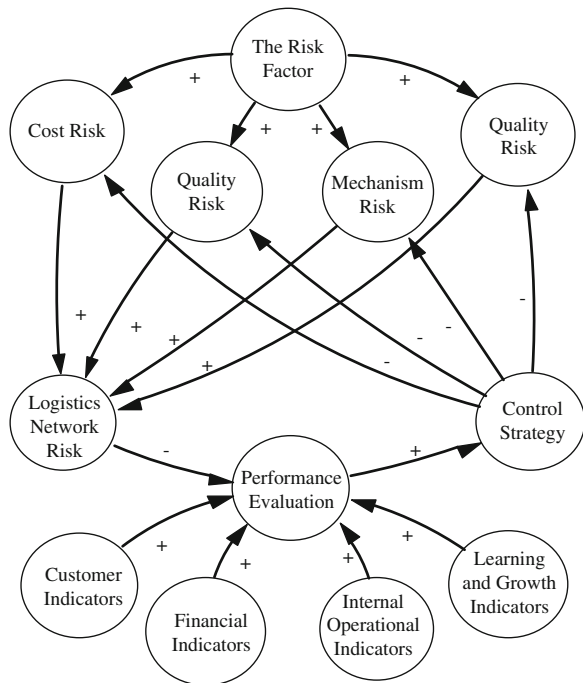 The Risk
Factor
+
+
+
+
Cost Risk
Quality
Risk
Mechanism
Risk
Quality
Risk
+
+
+
+
-
-
-
-
Logistics
Network
Risk
Control
Strategy
-
+
Performance
Evaluation
+
+
+
+
Customer
Indicators
Financial
Indicators
Internal
Operational
Indicators
Learning
and Growth
Indicators